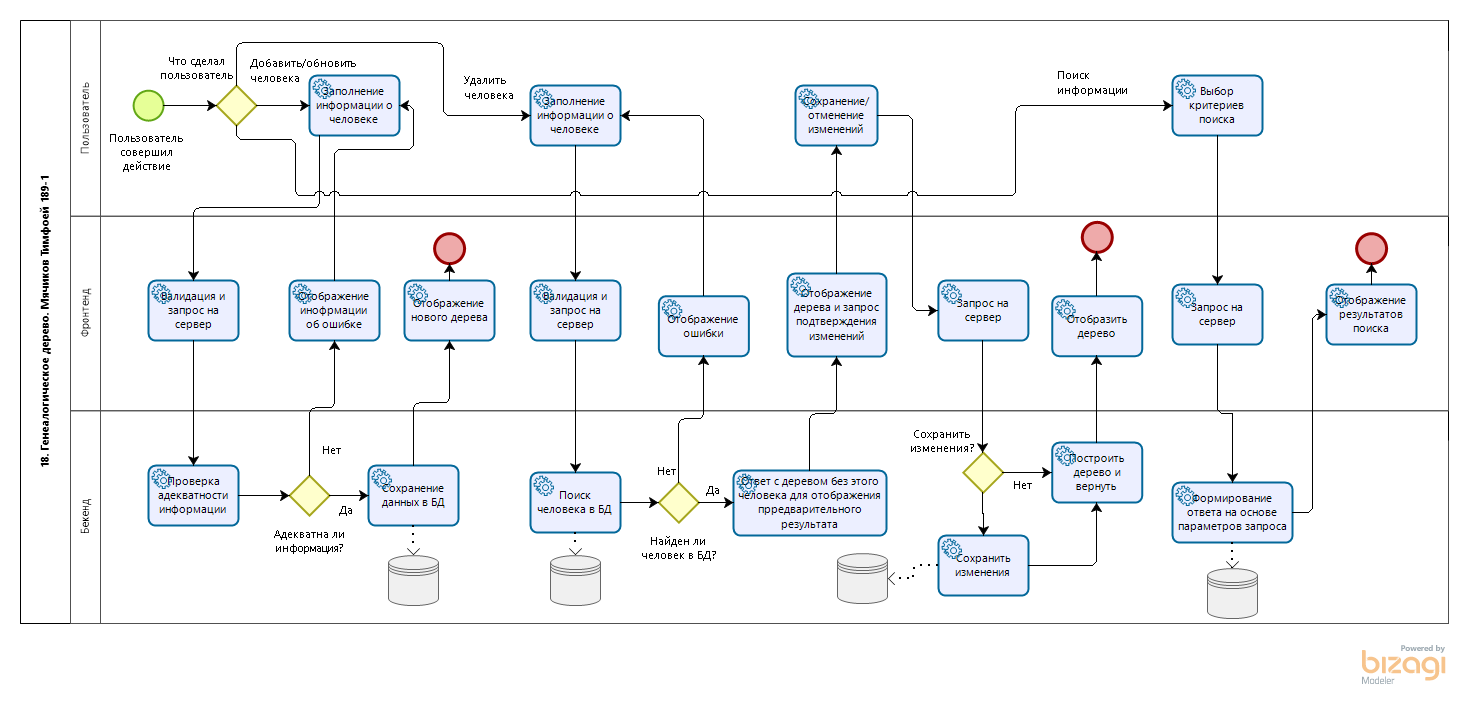 18. Генеалогическое дерево. Мячиков Тимфоей 189-1
Пользователь
Что сделал
пользователь
Добавить/обновить
человека
Пользователь
совершил
действие
Заполнение
информации о
человеке
Удалить
человека
Заполнение
информации о
человеке
Сохранение/
отменение
изменений
Поиск
информации
Выбор
критериев
поиска
Фронтенд
Валидация и
запрос на
сервер
Отображение
иноформации
об ошибке
Отображение
нового дерева
Валидация и
запрос на
сервер
Отображение
ошибки
Отображение
дерева и запрос
подтверждения
изменений
Запрос на
сервер
Отобразить
дерево
Запрос на
сервер
Отображение
результатов
поиска
Бекенд
Проверка
адекватности
информации
Нет
Да
Адекватна ли
информация?
Сохранение
данных в БД
Поиск
человека в БД
Нет
Да
Найден ли
человек в БД?
Ответ с деревом без этого
человека для отображения
прредварительного
результата
Сохранить
изменения?
Нет
Сохранить
изменения
Построить
дерево и
вернуть
Формирование
ответа на основе
параметров запроса
Powered by
bizagi
Modeler